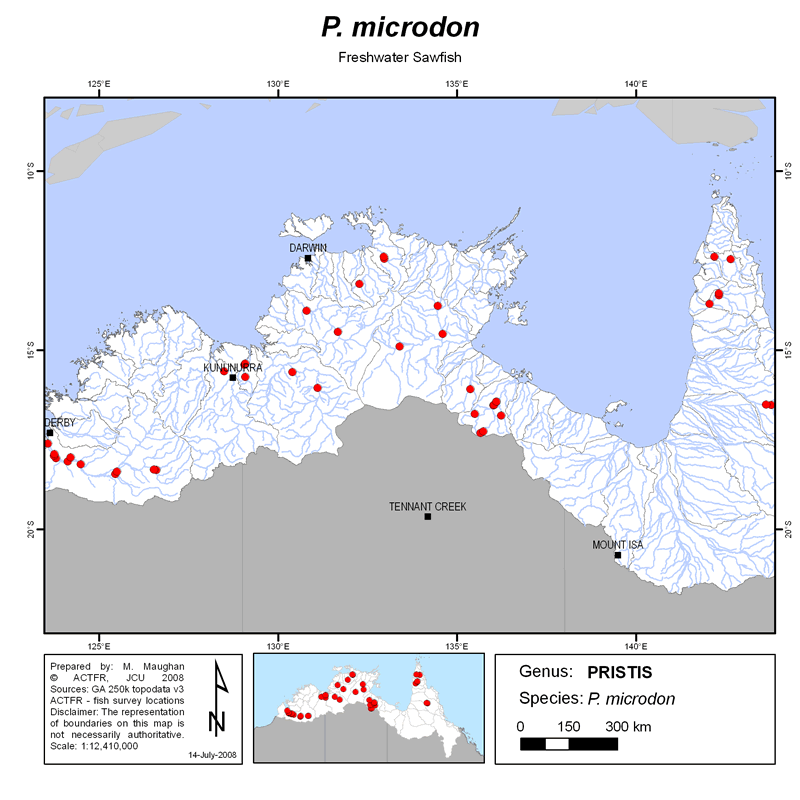 P. microdon
Freshwater Sawfish
125°E 130°E 135°E 140°E
10°S 10°S
DARWIN
15°S 15°S
KUNUNURRA
DERBY
TENNANT CREEK
20°S 20°S
MOUNT ISA
125°E 130°E 135°E 140°E
Prepared by: M. Maughan
© ACTFR, JCU 2008
Sources: GA 250k topodata v3
ACTFR - fish survey locations
Disclaimer: The representation
of boundaries on this map is
not necessarily authoritative.
Scale: 1:12,410,000
N
14-July-2008
Genus: PRISTIS
Species: P. microdon
0 150 300 km